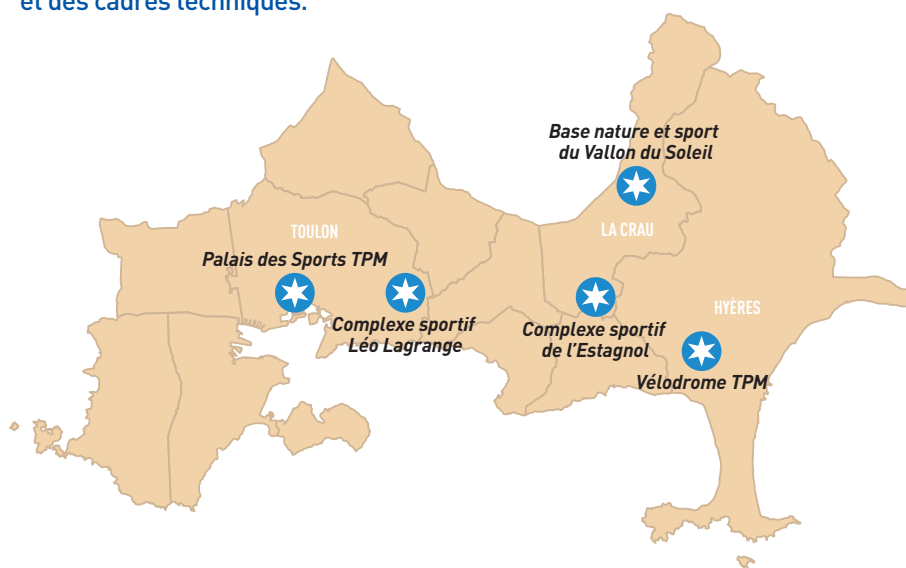 et des cadres techniques.
Base nature et sport
du Vallon du Soleil
TOULON
LA CRAU
Palais des Sports TPM
HYÈRES
Complexe sportif
Léo Lagrange
Complexe sportif
de l'Estagnol
Vélodrome TPM